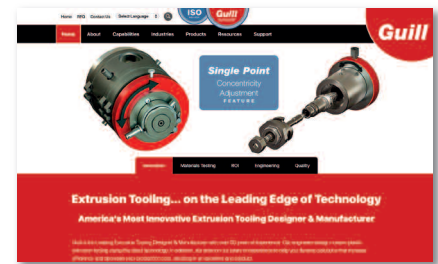 Home FAQ Contact Us Select Language
ISO
Guill
Guill
Home About Capabilities Industries Products Resources Support
Single Point
Concentricity
Adjustment
FEATURE
Innovation Materials Testing ROI Engineering Quality
Extrusion Tooling... on the Leading Edge of Technology
America's Most Innovative Extrusion Tooling Designer & Manufacturer